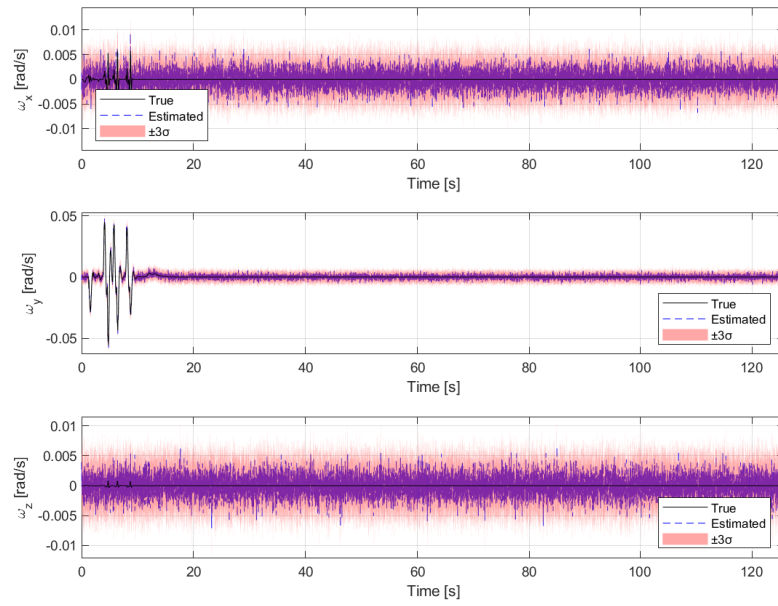 0.01
0.005
0
-0.005
-0.01
ω_x [rad/s]
True
Estimated
±3σ
0 20 40 60 80 100 120
Time [s]
0.05
0
-0.05
ω_y [rad/s]
True
Estimated
±3σ
0 20 40 60 80 100 120
Time [s]
0.01
0.005
0
-0.005
-0.01
ω_z [rad/s]
True
Estimated
±3σ
0 20 40 60 80 100 120
Time [s]